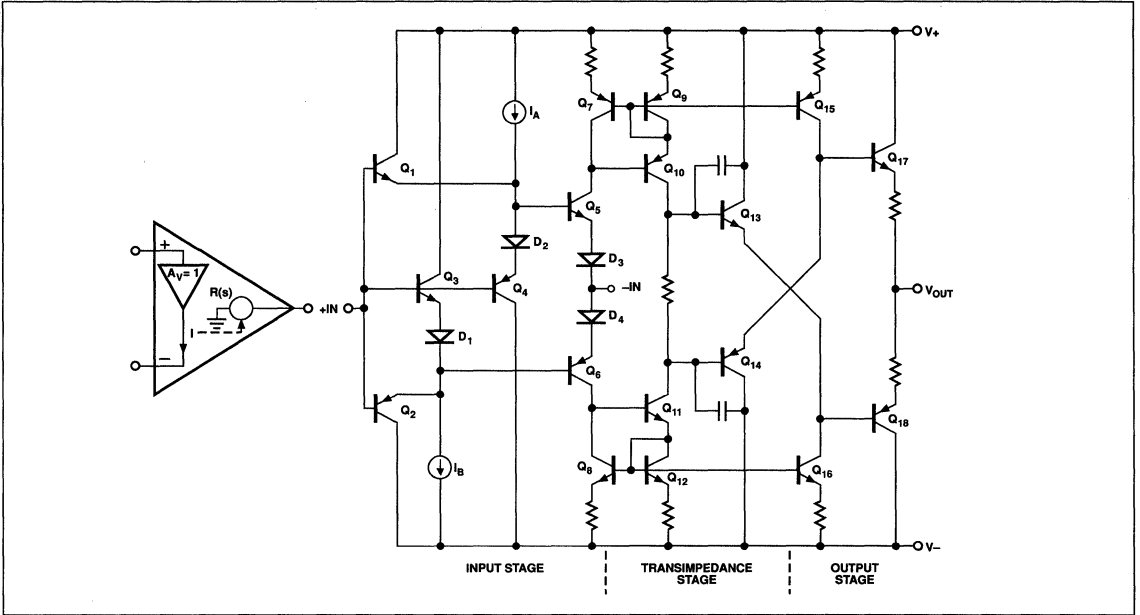 V+
Q7
Q9
Q15
IA
Q1
Q10
Q17
Q5
Q13
D2
+
AV = 1
R(s)
I
−
+IN
Q3
Q4
D3
−IN
D4
VOUT
D1
Q6
Q14
Q2
Q11
Q18
IB
Q8
Q12
Q16
V−
INPUT STAGE
TRANSIMPEDANCE
STAGE
OUTPUT
STAGE